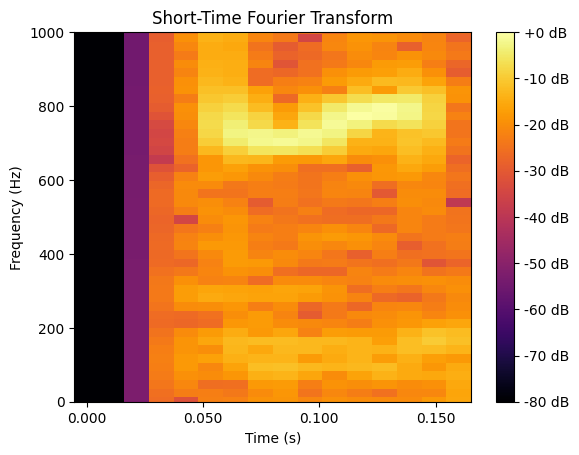 Short-Time Fourier Transform
1000
800
600
400
200
0
Frequency (Hz)
0.000
0.050
0.100
0.150
Time (s)
+0 dB
-10 dB
-20 dB
-30 dB
-40 dB
-50 dB
-60 dB
-70 dB
-80 dB